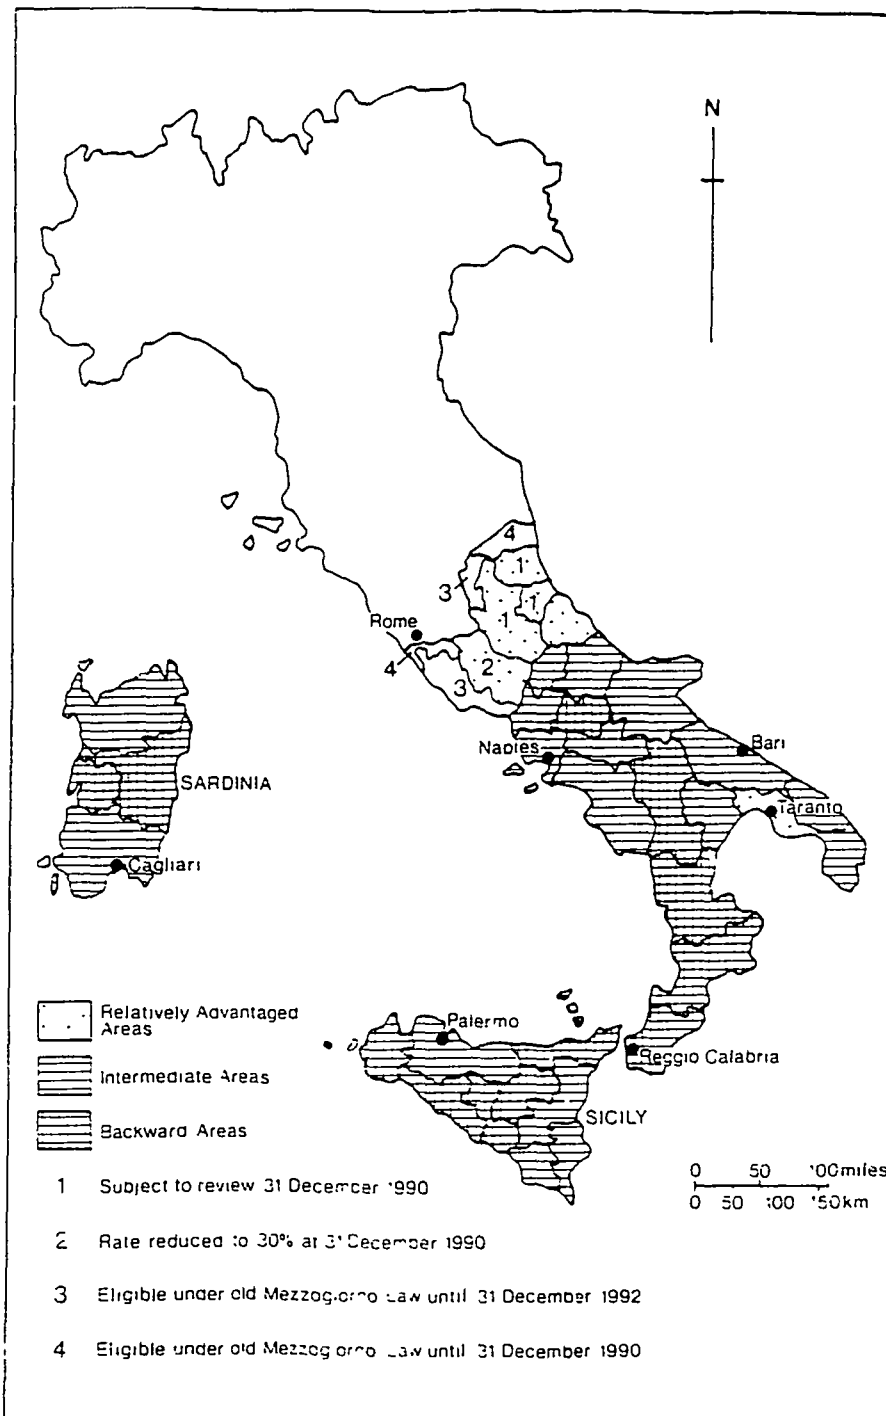 N
4
1
3
1
1
Rome
2
4
3
Naples
Bari
SARDINIA
Taranto
Cagliari
Relatively Advantaged
Areas
Palermo
Reggio Calabria
Intermediate Areas
SICILY
Backward Areas
0 50 100 miles
0 50 100 150 km
1 Subject to review 31 December 1990
2 Rate reduced to 30% at 31 December 1990
3 Eligible under old Mezzogiorno Law until 31 December 1992
4 Eligible under old Mezzogiorno Law until 31 December 1990